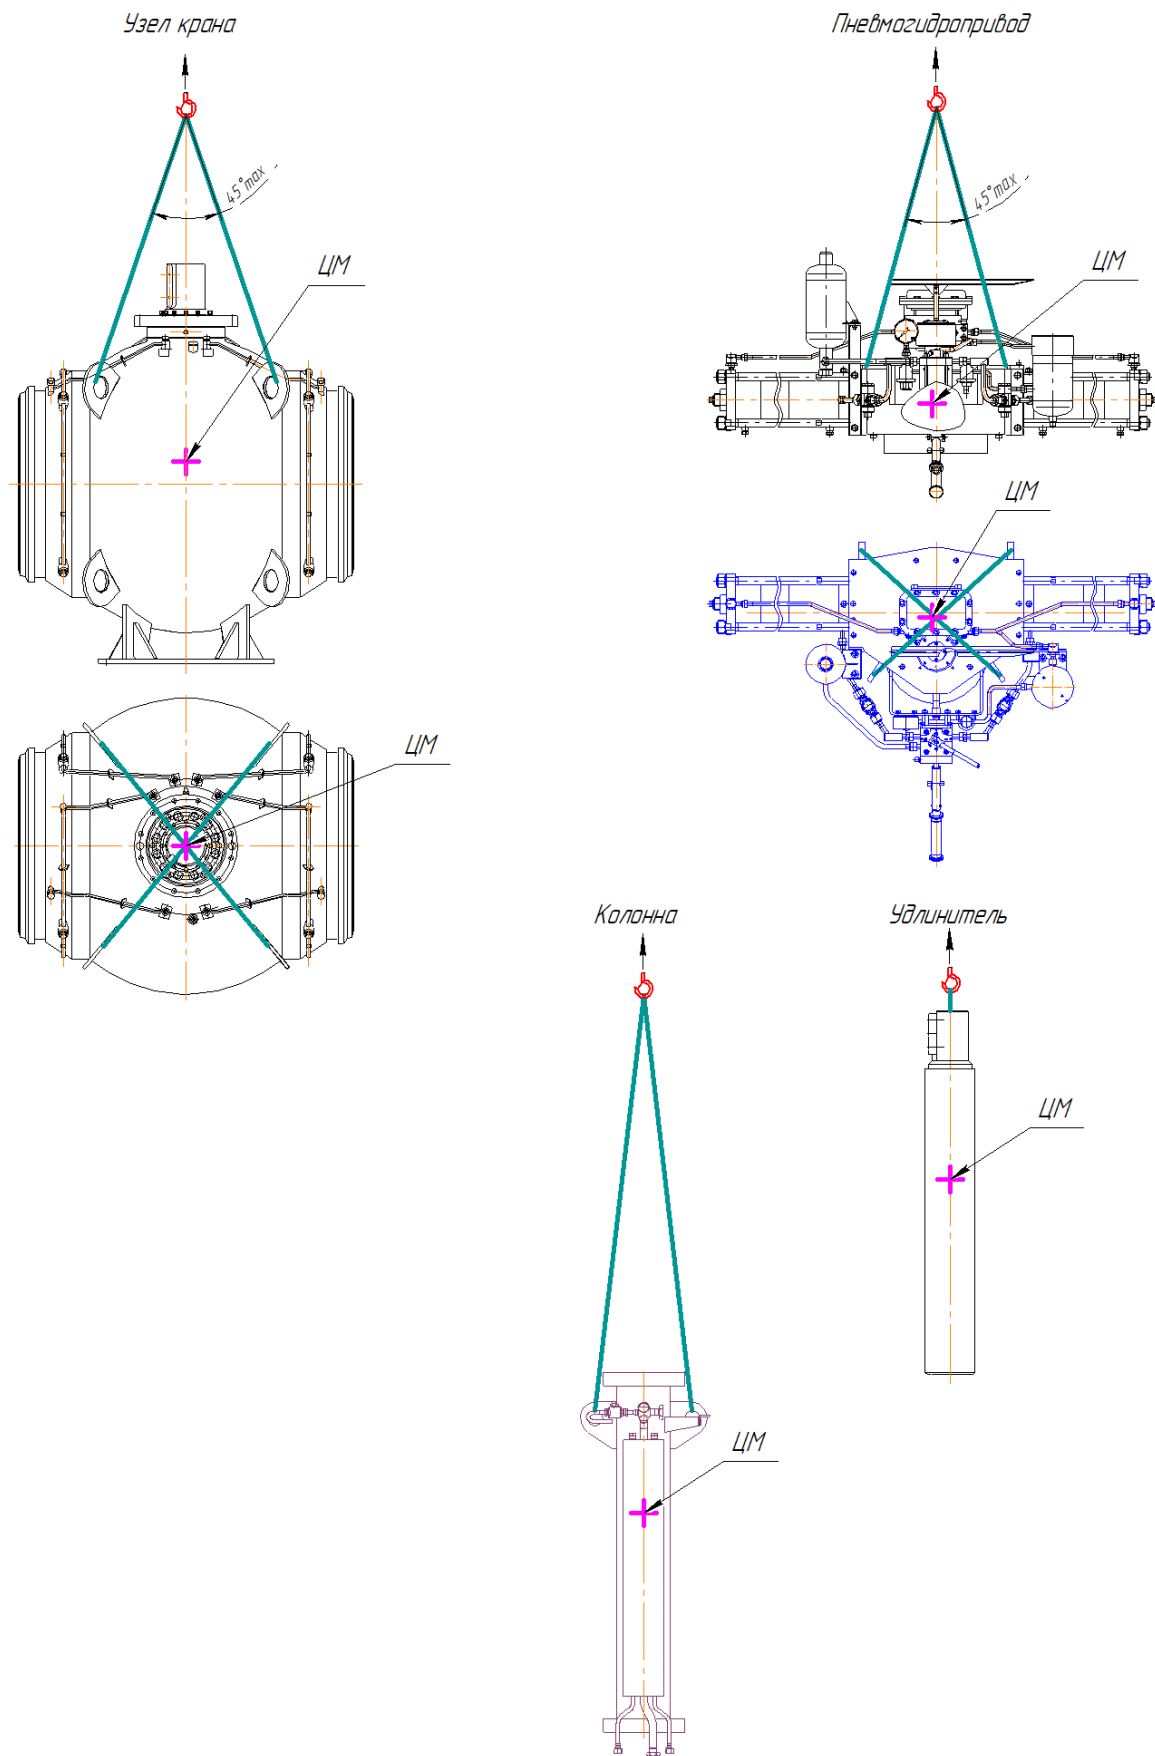 Узел крана
Пневмогидропривод
45°max
45°max
ЦМ
ЦМ
ЦМ
ЦМ
Колонна
Удлинитель
ЦМ
ЦМ